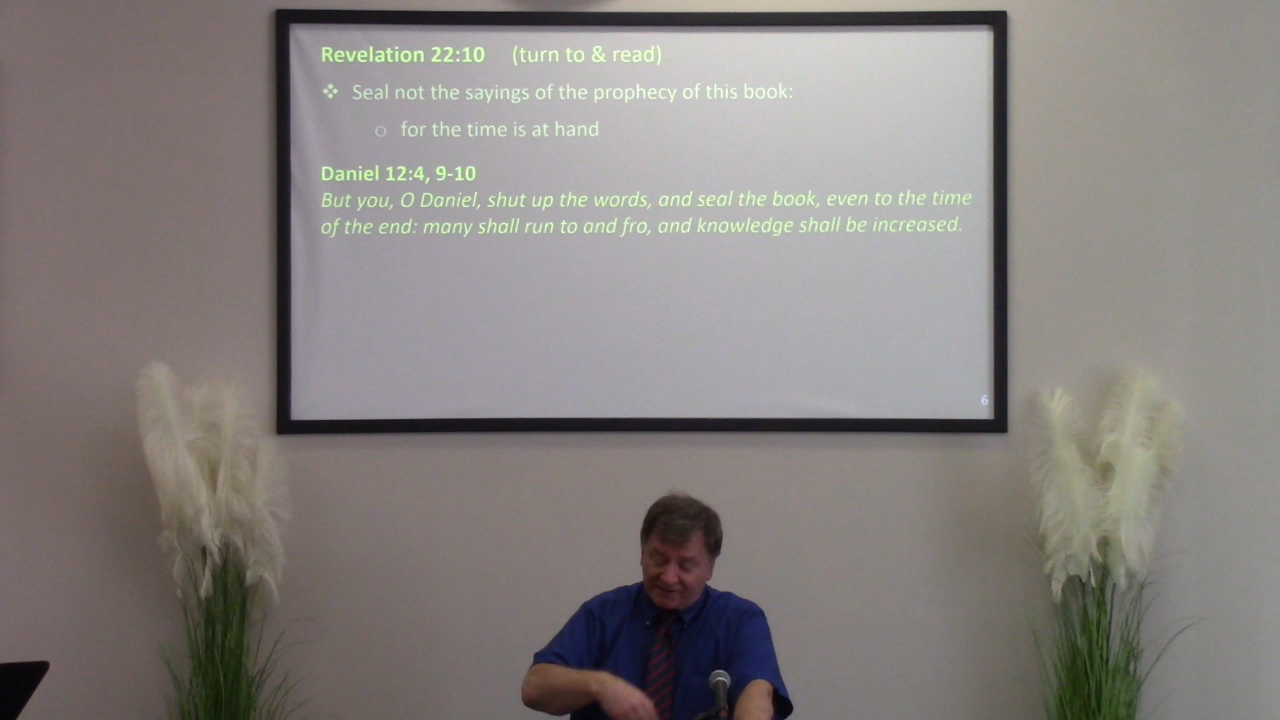 Revelation 22:10 (turn to & read)
❖ Seal not the sayings of the prophecy of this book:
○ for the time is at hand
Daniel 12:4, 9-10
But you, O Daniel, shut up the words, and seal the book, even to the time
of the end: many shall run to and fro, and knowledge shall be increased.
6